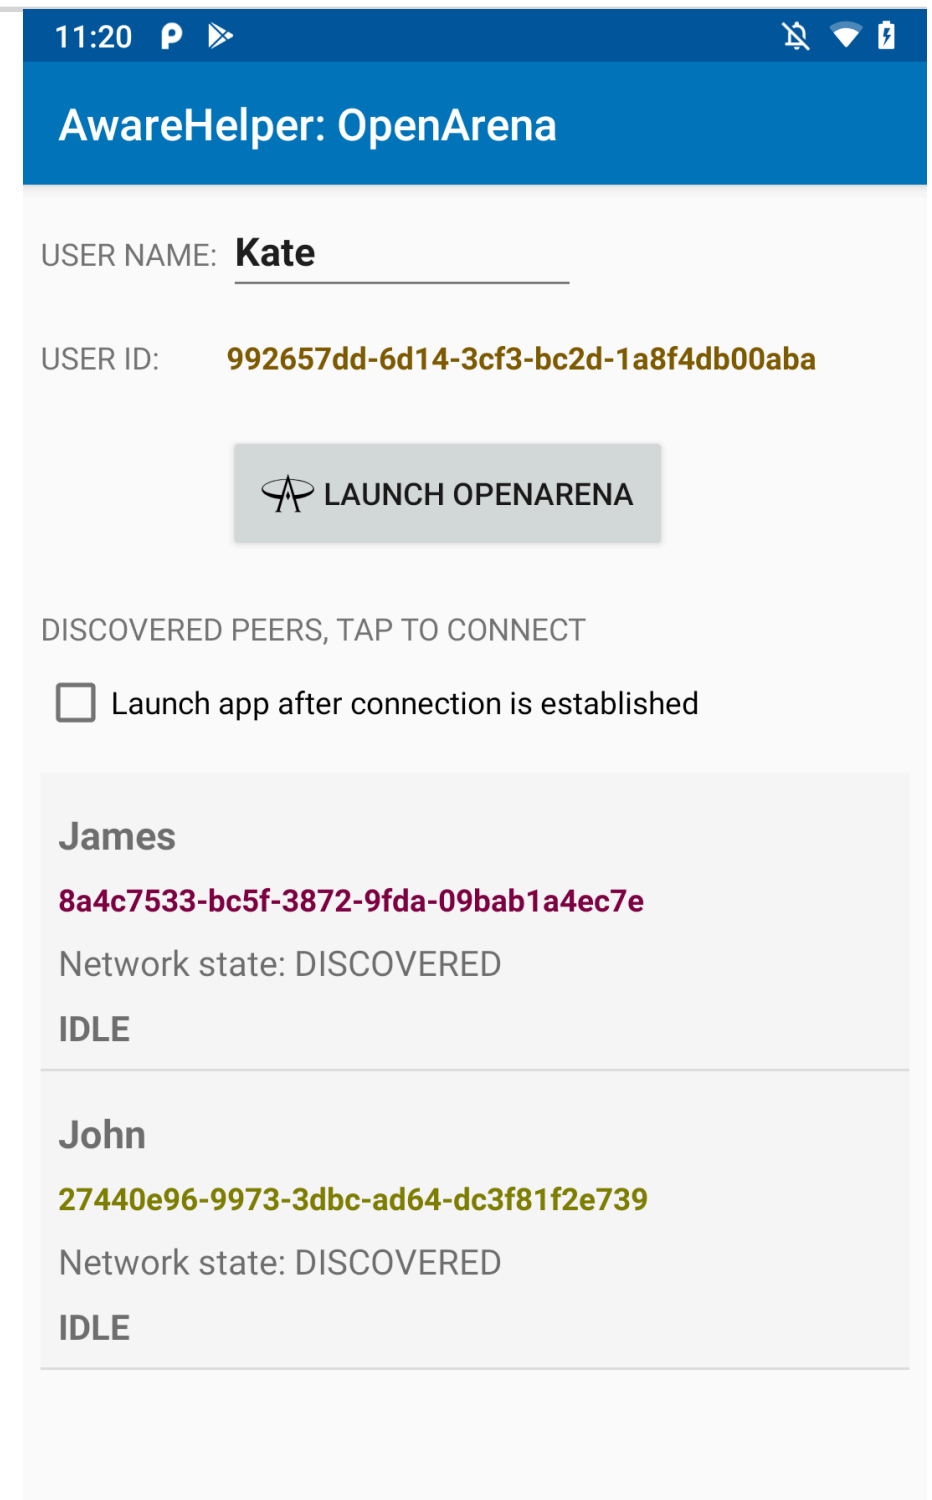 11:20
AwareHelper: OpenArena
USER NAME: Kate
USER ID: 992657dd-6d14-3cf3-bc2d-1a8f4db00aba
LAUNCH OPENARENA
DISCOVERED PEERS, TAP TO CONNECT
Launch app after connection is established
James
8a4c7533-bc5f-3872-9fda-09bab1a4ec7e
Network state: DISCOVERED
IDLE
John
27440e96-9973-3dbc-ad64-dc3f81f2e739
Network state: DISCOVERED
IDLE